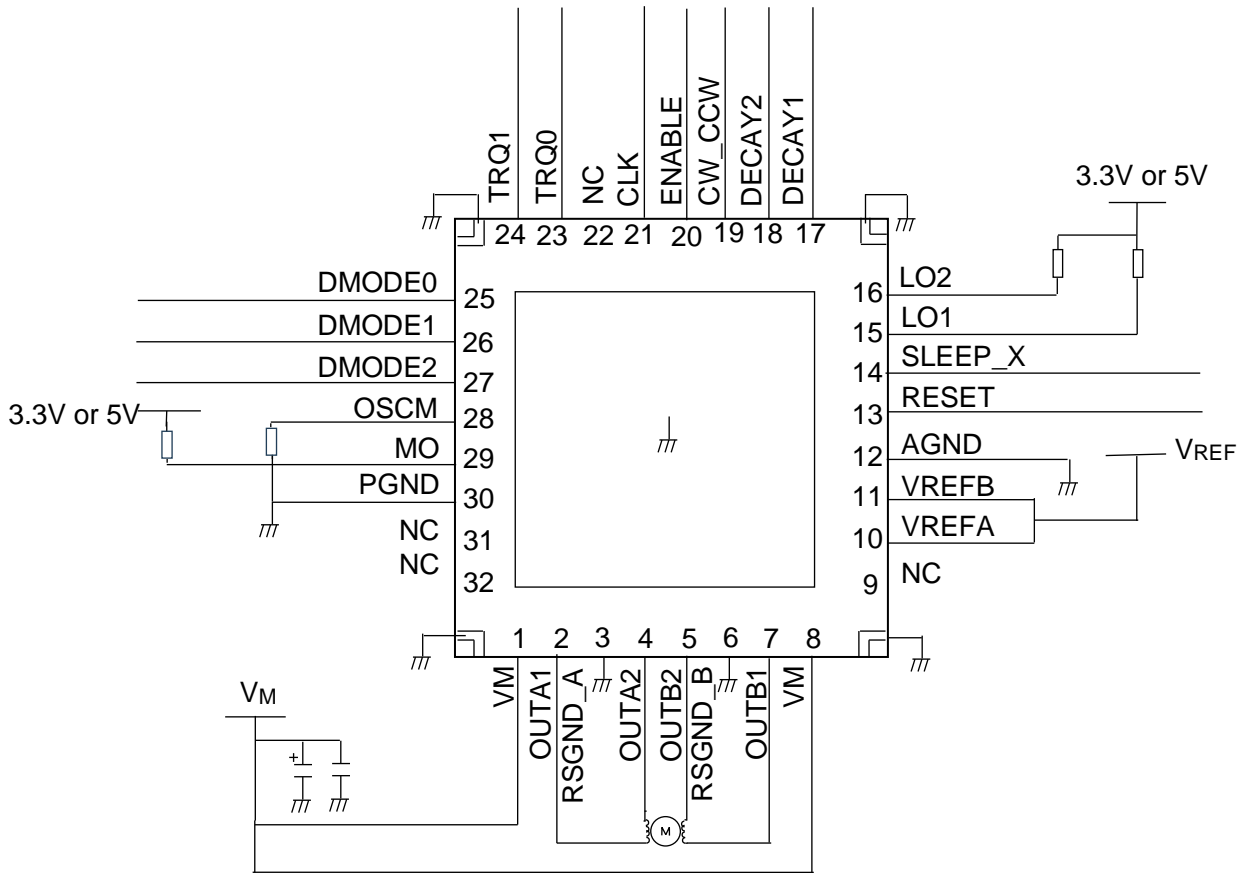 TRQ1
TRQ0
NC
CLK
ENABLE
CW_CCW
DECAY2
DECAY1
24
23
22
21
20
19
18
17
3.3V or 5V
DMODE0
25
DMODE1
26
DMODE2
27
3.3V or 5V
OSCM
28
MO
29
PGND
30
NC
31
NC
32
16
LO2
15
LO1
14
SLEEP_X
13
RESET
12
AGND
VREF
11
VREFB
10
VREFA
9
NC
1
2
3
4
5
6
7
8
VM
OUTA1
RSGND_A
OUTA2
OUTB2
RSGND_B
OUTB1
VM
VM
+
M